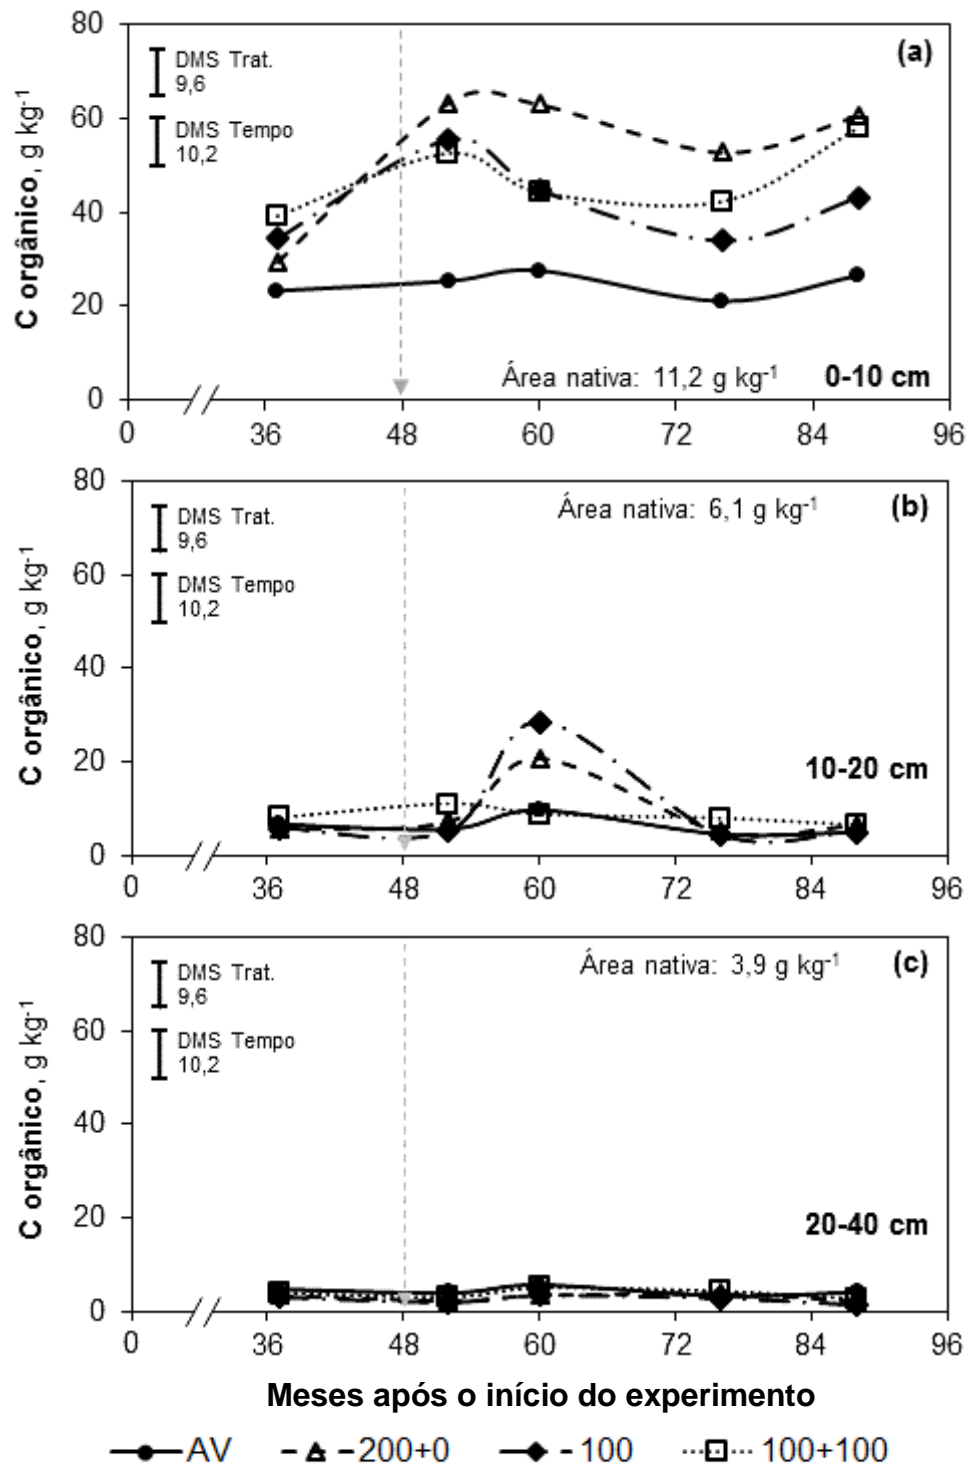 80
(a)
DMS Trat.
9,6
60
DMS Tempo
10,2
40
20
0
C orgânico, g kg-1
Área nativa: 11,2 g kg-1
0-10 cm
0 36 48 60 72 84 96
80
(b)
Área nativa: 6,1 g kg-1
DMS Trat.
9,6
60
DMS Tempo
10,2
40
20
0
C orgânico, g kg-1
10-20 cm
0 36 48 60 72 84 96
80
(c)
Área nativa: 3,9 g kg-1
DMS Trat.
9,6
60
DMS Tempo
10,2
40
20
0
C orgânico, g kg-1
20-40 cm
0 36 48 60 72 84 96
Meses após o início do experimento
AV 200+0 100 100+100